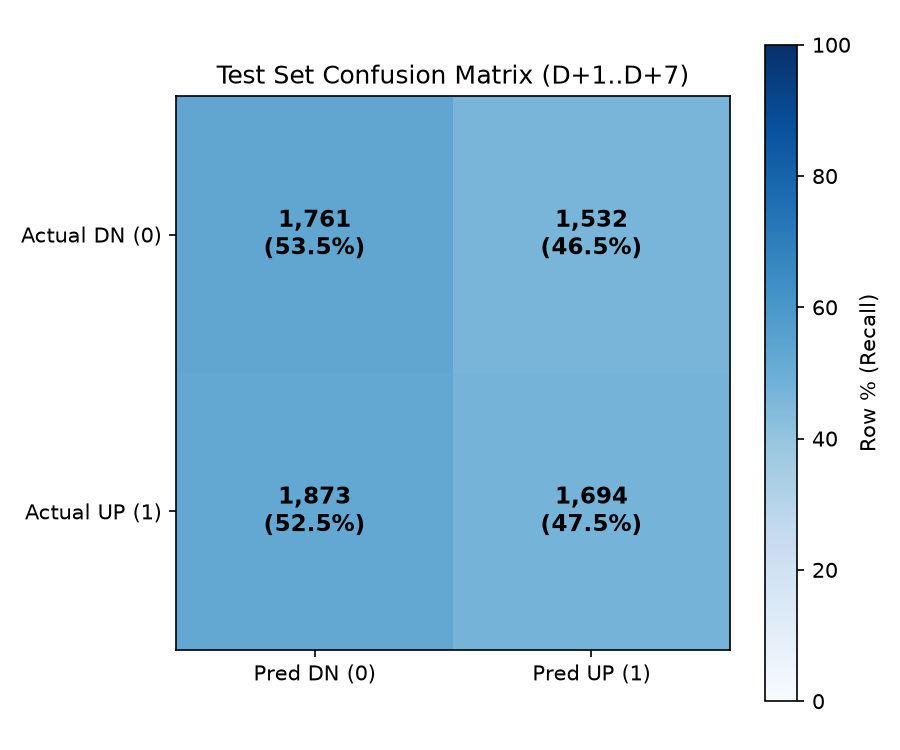 Test Set Confusion Matrix (D+1..D+7)
Actual DN (0)
1,761
(53.5%)
1,532
(46.5%)
Actual UP (1)
1,873
(52.5%)
1,694
(47.5%)
Pred DN (0)
Pred UP (1)
100
80
60
40
20
0
Row % (Recall)